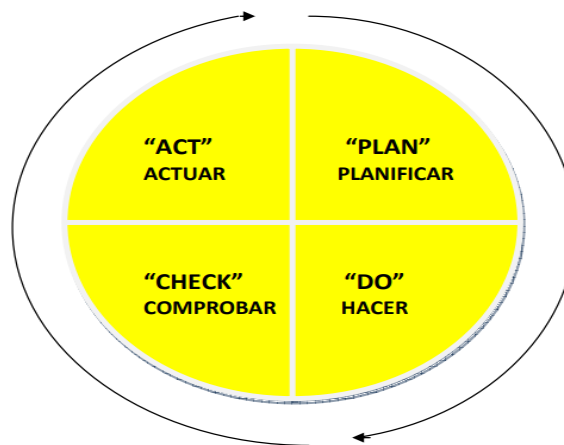 “ACT”
ACTUAR
“PLAN”
PLANIFICAR
“CHECK”
COMPROBAR
“DO”
HACER